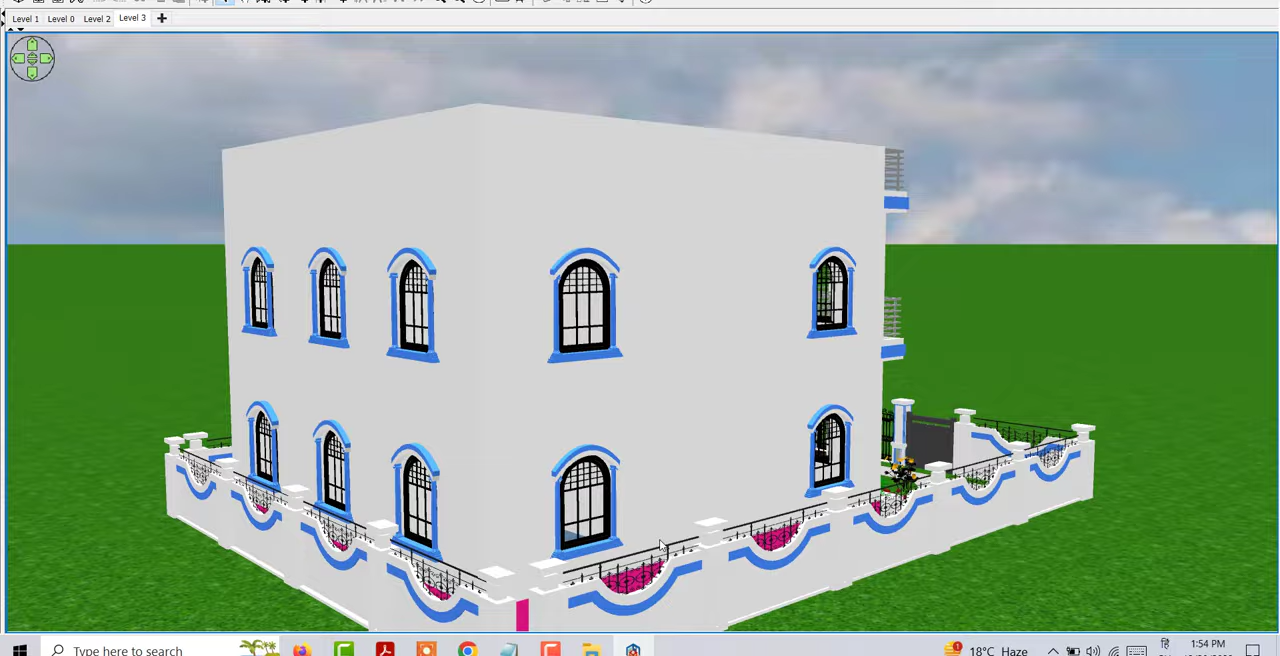 Level 1 Level 0 Level 2 Level 3
Type here to search
18°C Haze
हि
1:54 PM